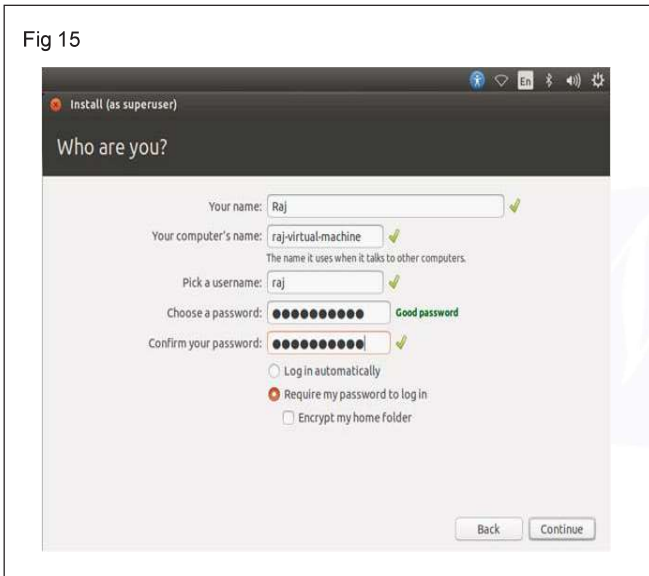 Fig 15
En
Install (as superuser)
Who are you?
Your name: Raj
Your computer's name: raj-virtual-machine
The name it uses when it talks to other computers.
Pick a username: raj
Choose a password: ●●●●●●●●●● Good password
Confirm your password: ●●●●●●●●●●
Log in automatically
Require my password to log in
Encrypt my home folder
Back Continue